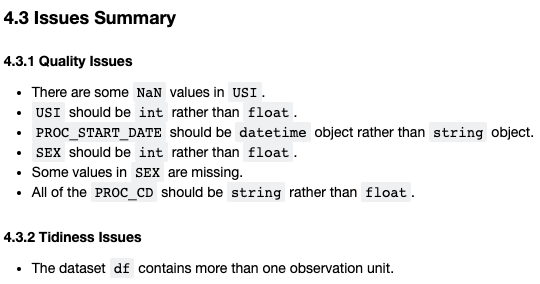 4.3 Issues Summary
4.3.1 Quality Issues
• There are some NaN values in USI.
• USI should be int rather than float.
• PROC_START_DATE should be datetime object rather than string object.
• SEX should be int rather than float.
• Some values in SEX are missing.
• All of the PROC_CD should be string rather than float.
4.3.2 Tidiness Issues
• The dataset df contains more than one observation unit.